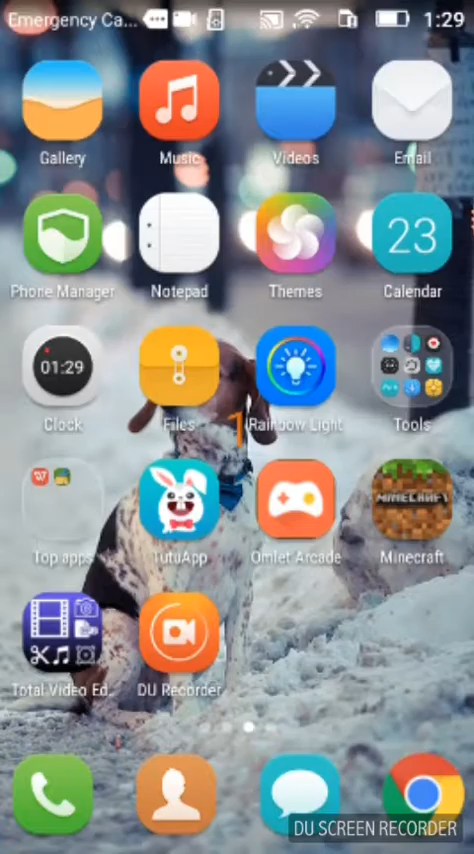 Emergency Ca... 1:29
Gallery Music Videos Email
23
Phone Manager Notepad Themes Calendar
01:29
1
Clock Files Rainbow Light Tools
MINECRAFT
Top apps TutuApp Omlet Arcade Minecraft
Total Video Ed.. DU Recorder
DU SCREEN RECORDER